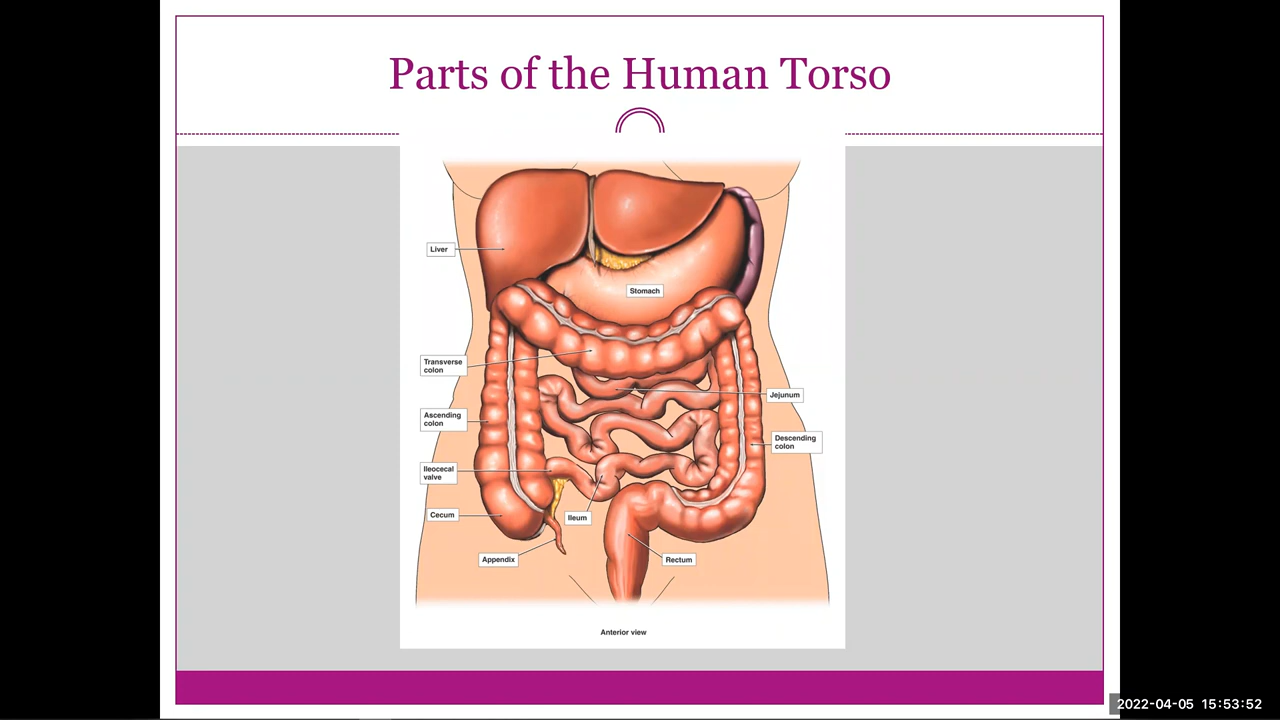 Parts of the Human Torso
Liver
Stomach
Transverse
colon
Jejunum
Ascending
colon
Descending
colon
Ileocecal
valve
Cecum
Ileum
Appendix
Rectum
Anterior view
2022-04-05 15:53:52